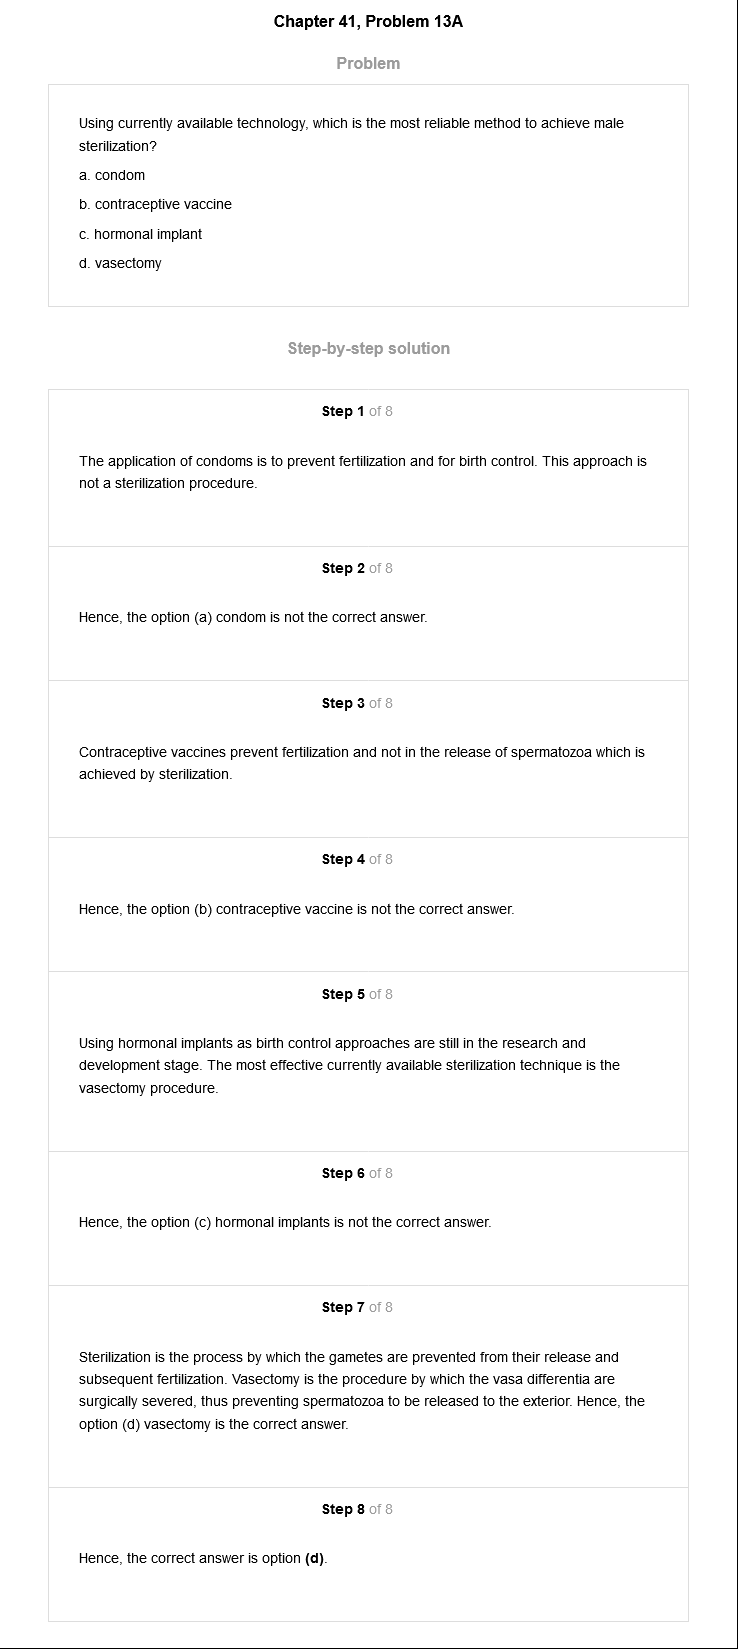 Chapter 41, Problem 13A
Problem
Using currently available technology, which is the most reliable method to achieve male
sterilization?
a. condom
b. contraceptive vaccine
c. hormonal implant
d. vasectomy
Step-by-step solution
Step 1 of 8
The application of condoms is to prevent fertilization and for birth control. This approach is
not a sterilization procedure.
Step 2 of 8
Hence, the option (a) condom is not the correct answer.
Step 3 of 8
Contraceptive vaccines prevent fertilization and not in the release of spermatozoa which is
achieved by sterilization.
Step 4 of 8
Hence, the option (b) contraceptive vaccine is not the correct answer.
Step 5 of 8
Using hormonal implants as birth control approaches are still in the research and
development stage. The most effective currently available sterilization technique is the
vasectomy procedure.
Step 6 of 8
Hence, the option (c) hormonal implants is not the correct answer.
Step 7 of 8
Sterilization is the process by which the gametes are prevented from their release and
subsequent fertilization. Vasectomy is the procedure by which the vasa differentia are
surgically severed, thus preventing spermatozoa to be released to the exterior. Hence, the
option (d) vasectomy is the correct answer.
Step 8 of 8
Hence, the correct answer is option (d).